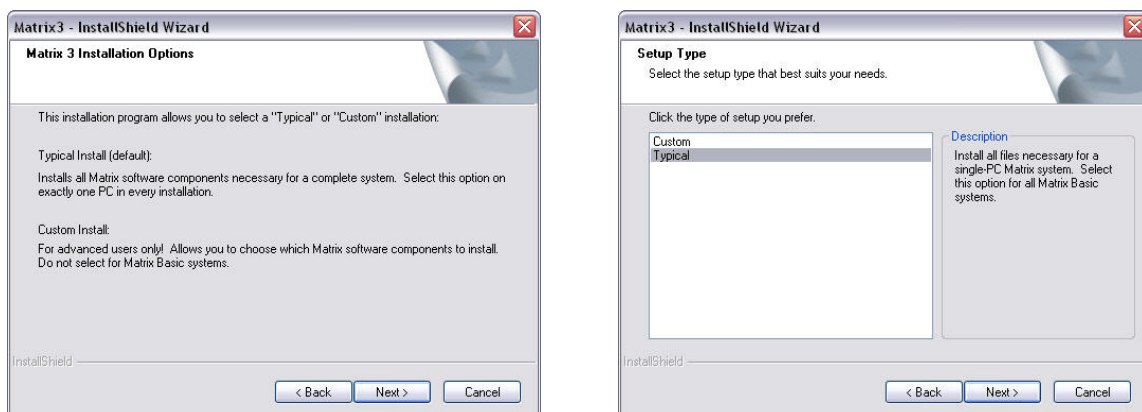 Matrix3 - InstallShield Wizard
Matrix 3 Installation Options
This installation program allows you to select a "Typical" or "Custom" installation:
Typical Install (default):
Installs all Matrix software components necessary for a complete system. Select this option on
exactly one PC in every installation.
Custom Install:
For advanced users only! Allows you to choose which Matrix software components to install.
Do not select for Matrix Basic systems.
InstallShield
< Back
Next >
Cancel
Matrix3 - InstallShield Wizard
Setup Type
Select the setup type that best suits your needs.
Click the type of setup you prefer.
Custom
Typical
Description
Install all files necessary for a
single-PC Matrix system. Select
this option for all Matrix Basic
systems.
InstallShield
< Back
Next >
Cancel